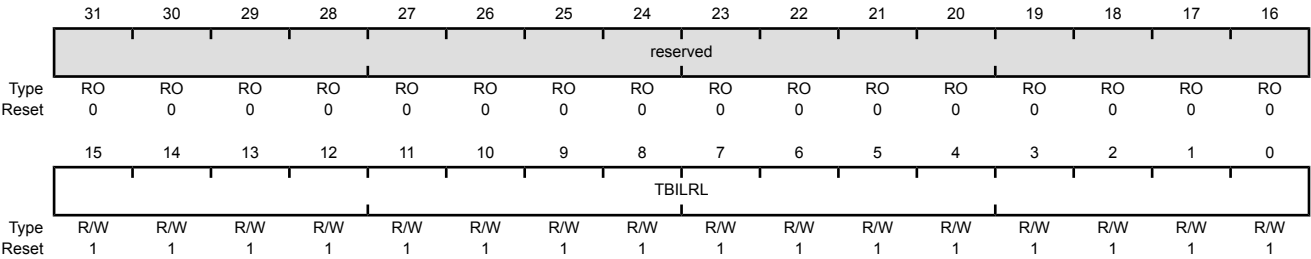 31 30 29 28 27 26 25 24 23 22 21 20 19 18 17 16
reserved
Type RO RO RO RO RO RO RO RO RO RO RO RO RO RO RO RO
Reset 0 0 0 0 0 0 0 0 0 0 0 0 0 0 0 0
15 14 13 12 11 10 9 8 7 6 5 4 3 2 1 0
TBILRL
Type R/W R/W R/W R/W R/W R/W R/W R/W R/W R/W R/W R/W R/W R/W R/W R/W
Reset 1 1 1 1 1 1 1 1 1 1 1 1 1 1 1 1